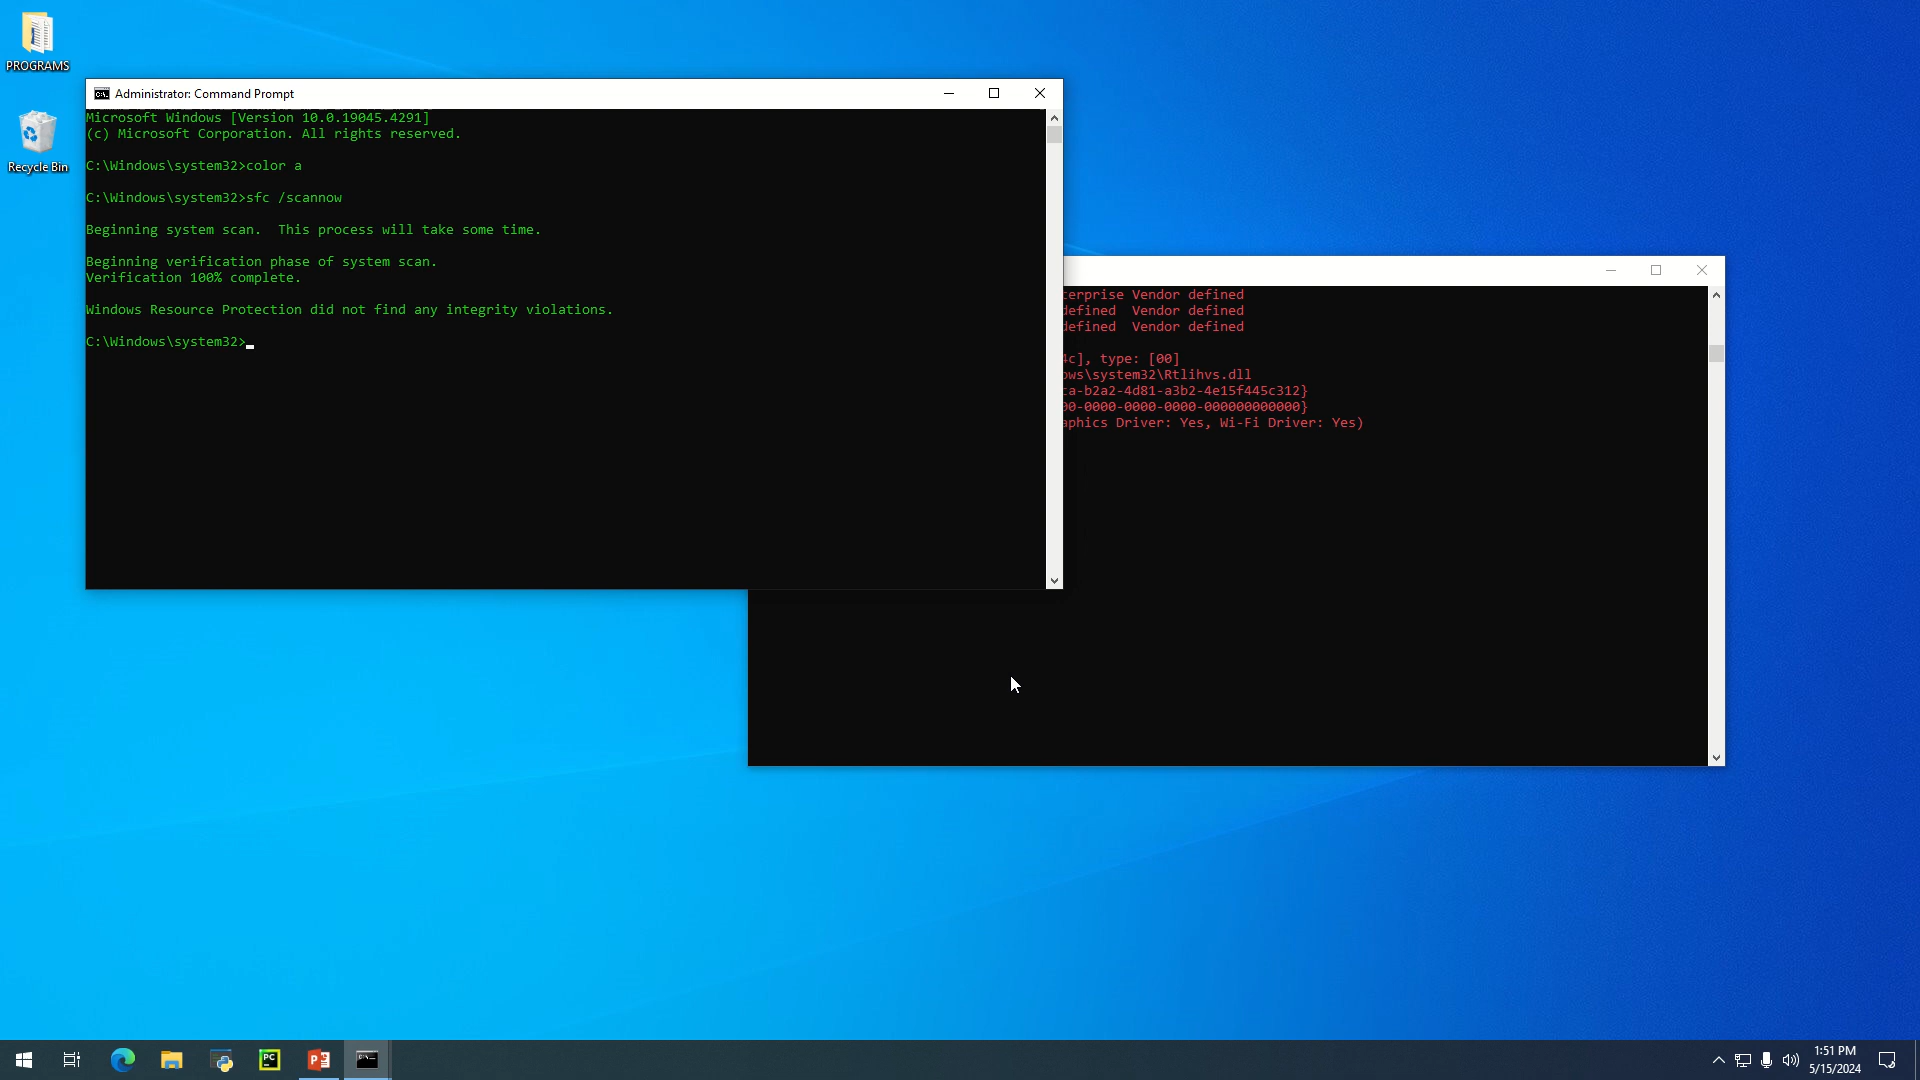 PROGRAMS
Recycle Bin
Administrator: Command Prompt
Microsoft Windows [Version 10.0.19045.4291]
(c) Microsoft Corporation. All rights reserved.
C:\Windows\system32>color a
C:\Windows\system32>sfc /scannow
Beginning system scan.  This process will take some time.
Beginning verification phase of system scan.
Verification 100% complete.
Windows Resource Protection did not find any integrity violations.
C:\Windows\system32>
terprise Vendor defined
defined  Vendor defined
defined  Vendor defined
4c], type: [00]
ows\system32\Rtlihvs.dll
ca-b2a2-4d81-a3b2-4e15f445c312}
00-0000-0000-0000-000000000000}
aphics Driver: Yes, Wi-Fi Driver: Yes)
PC
P
1:51 PM
5/15/2024